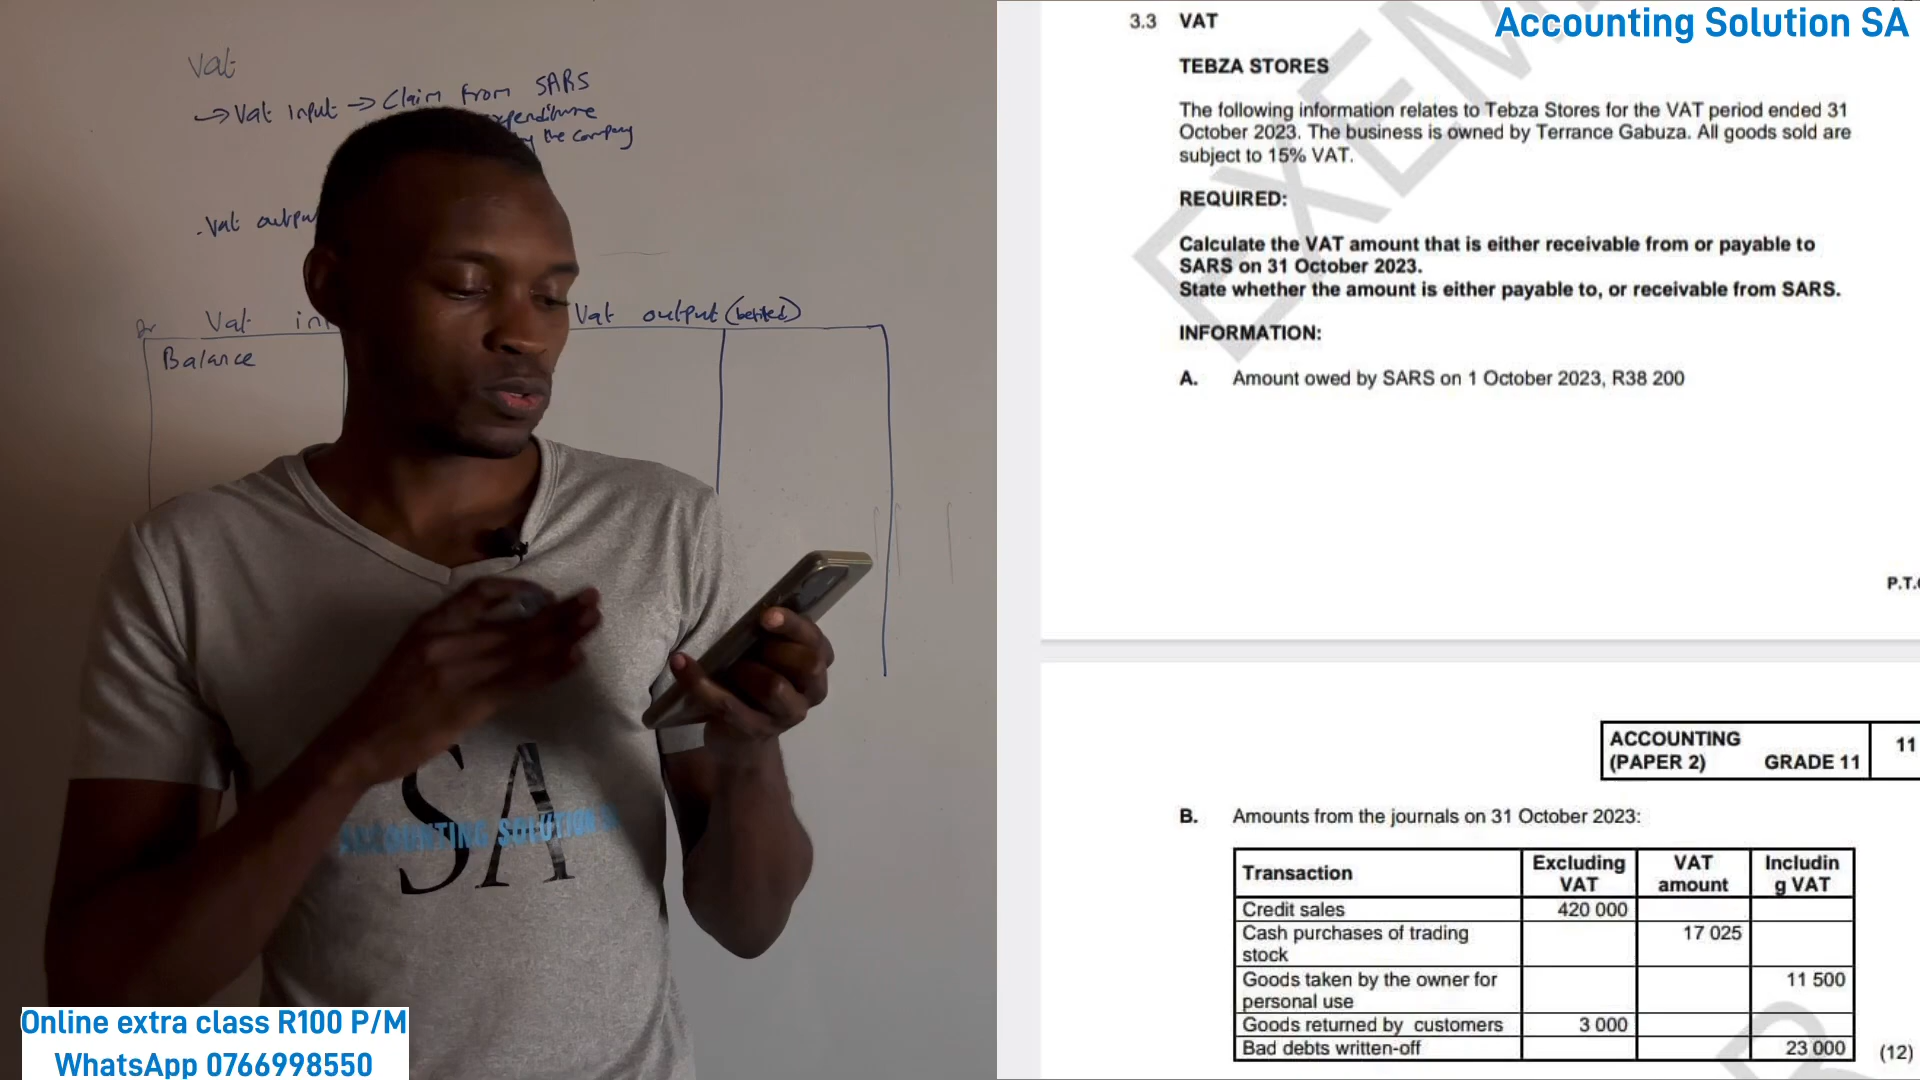 Vat
→ Vat input → Claim from SARS
the company
. Vat output
Dr Vat
Vat output
Balance
SA
ACCOUNTING SOLUTION
Online extra class R100 P/M
WhatsApp 0766998550
Accounting Solution SA
3.3 VAT
TEBZA STORES
The following information relates to Tebza Stores for the VAT period ended 31
October 2023. The business is owned by Terrance Gabuza. All goods sold are
subject to 15% VAT.
REQUIRED:
Calculate the VAT amount that is either receivable from or payable to
SARS on 31 October 2023.
State whether the amount is either payable to, or receivable from SARS.
INFORMATION:
A. Amount owed by SARS on 1 October 2023, R38 200
P.T.
ACCOUNTING
(PAPER 2) GRADE 11
11
B. Amounts from the journals on 31 October 2023:
Transaction Excluding VAT VAT amount Includin g VAT
Credit sales 420 000
Cash purchases of trading stock 17 025
Goods taken by the owner for personal use 11 500
Goods returned by customers 3 000
Bad debts written-off 23 000
(12)